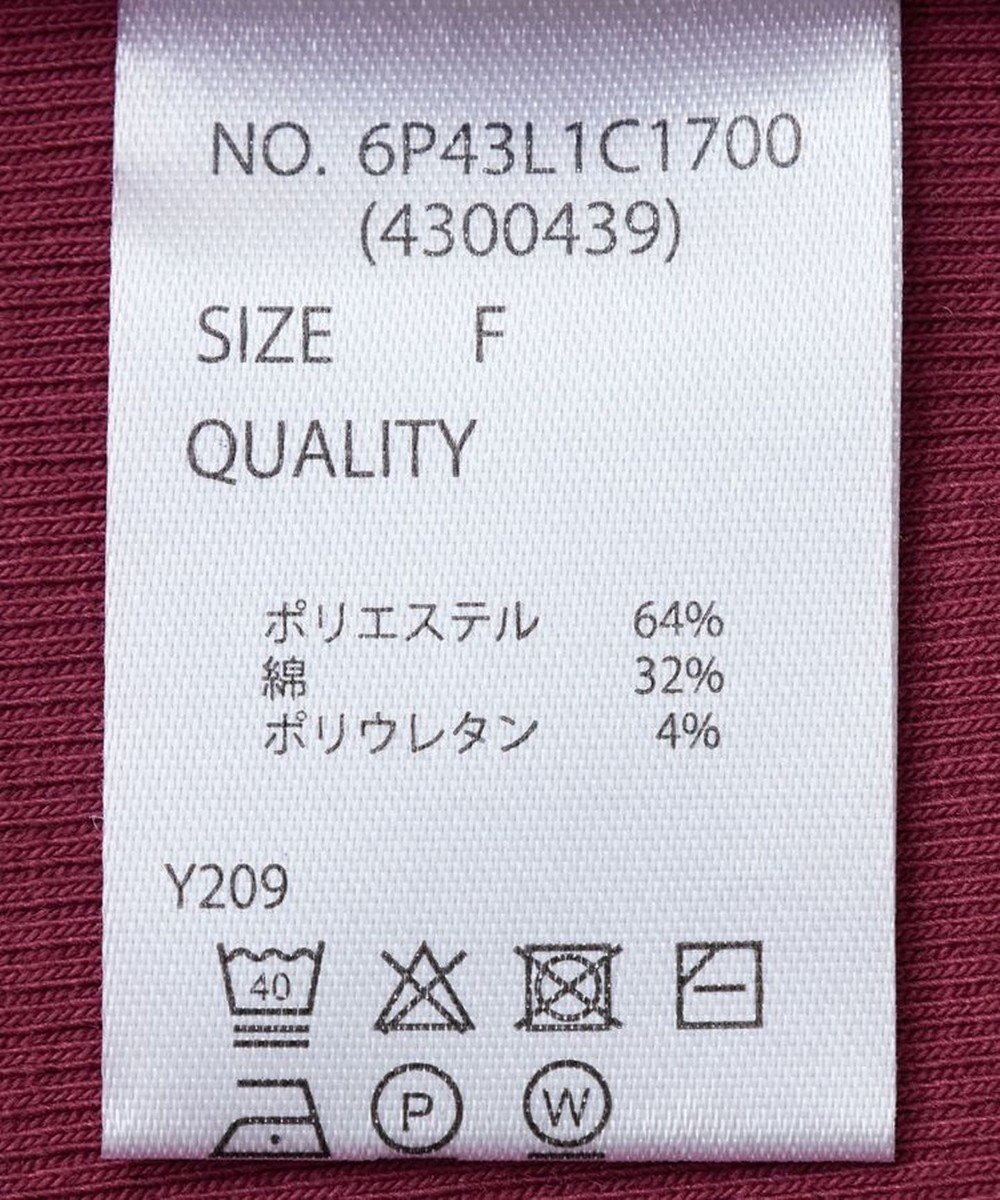 NO. 6P43L1C1700
(4300439)
SIZE F
QUALITY
ポリエステル 64%
綿 32%
ポリウレタン 4%
Y209
40
P
W